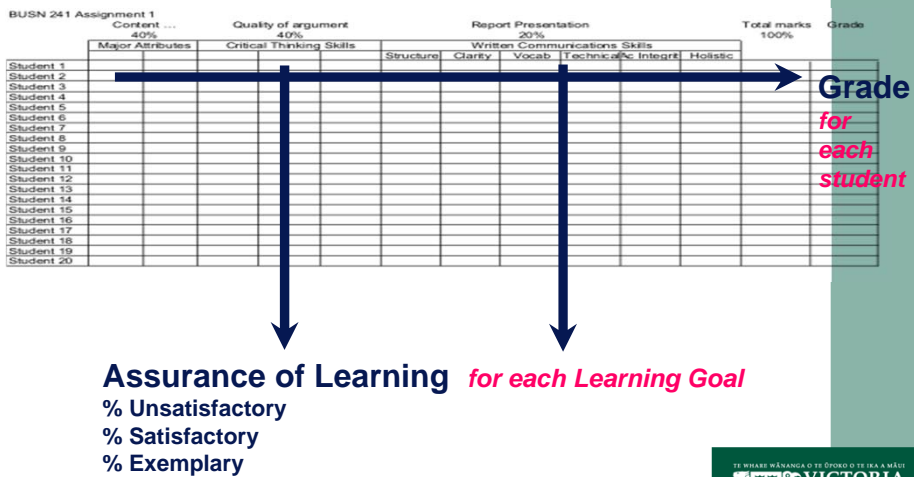 BUSN 241 Assignment 1
Content ... Quality of argument Report Presentation Total marks Grade
40% 40% 20% 100%
Major Attributes Critical Thinking Skills Written Communications Skills
Structure Clarity Vocab Technical Ac Integrit Holistic
Student 1
Student 2
Student 3
Student 4
Student 5
Student 6
Student 7
Student 8
Student 9
Student 10
Student 11
Student 12
Student 13
Student 14
Student 15
Student 16
Student 17
Student 18
Student 19
Student 20
Grade
for
each
student
Assurance of Learning for each Learning Goal
% Unsatisfactory
% Satisfactory
% Exemplary
TE WHARE WĀNANGA O TE ŪPOKO O TE IKA A MĀUI
VICTORIA